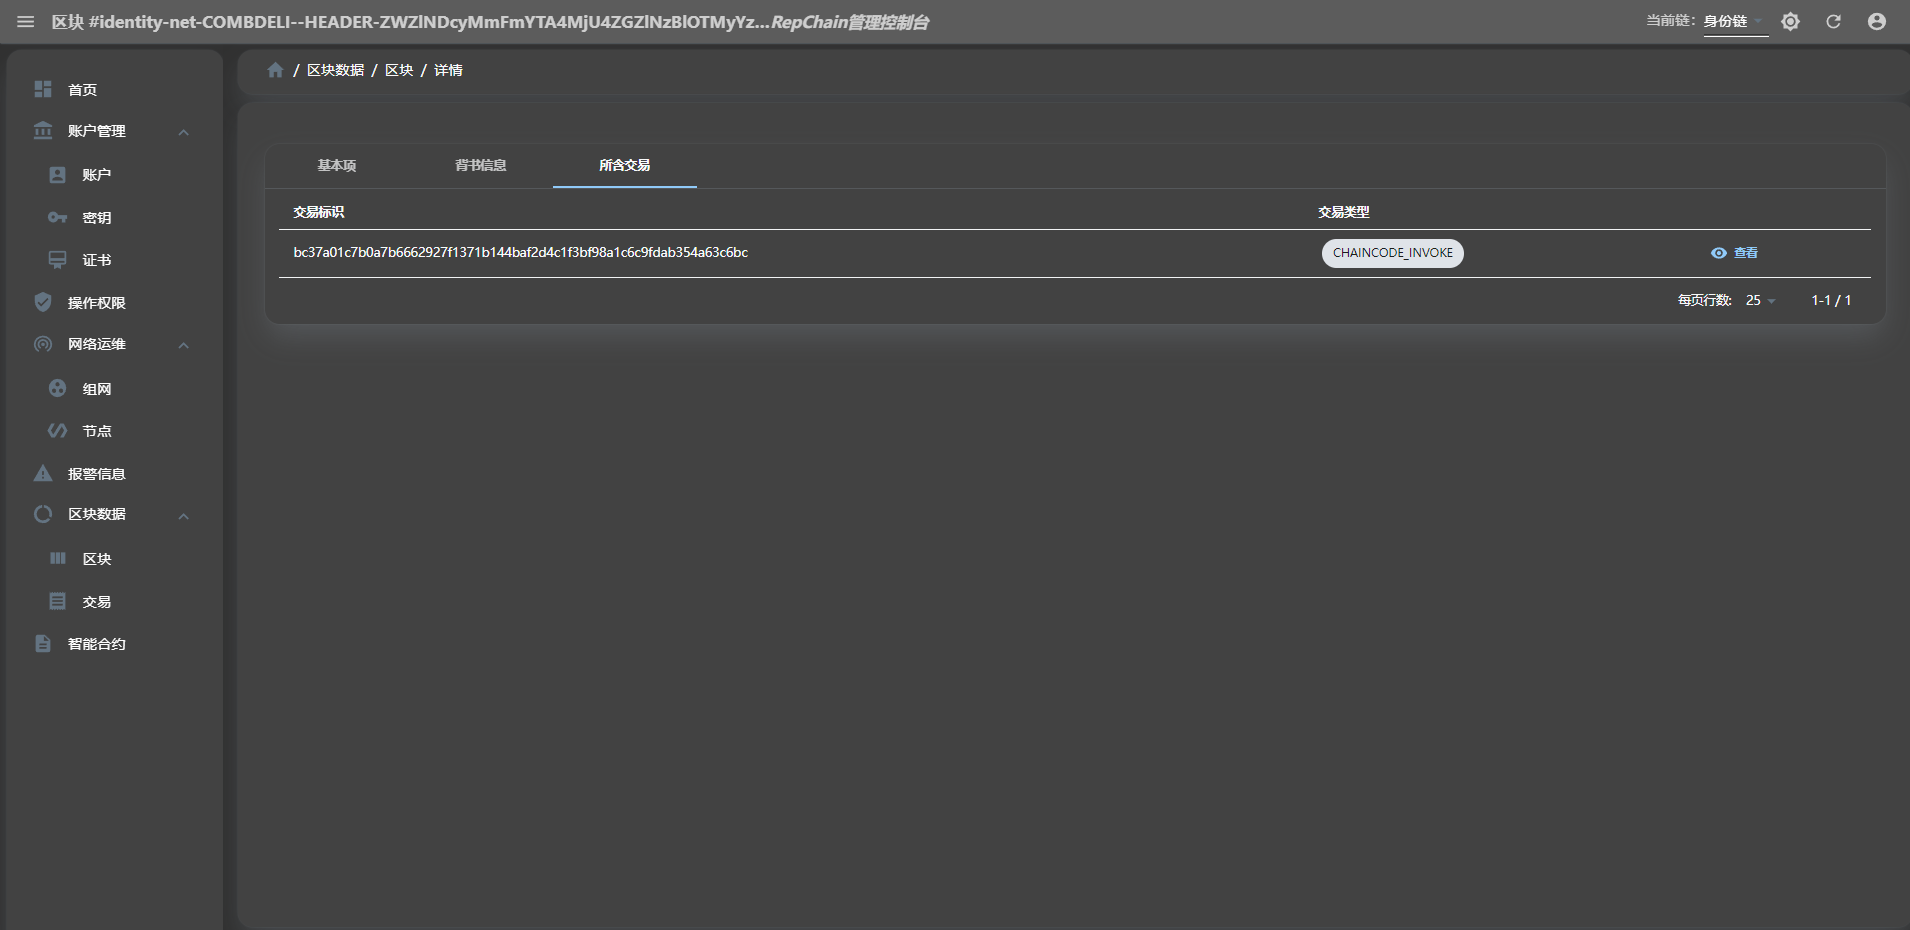 区块 #identity-net-COMBDELI--HEADER-ZWZlNDcyMmFmYTA4MjU4ZGZlNzBlOTMyYz...RepChain管理控制台
当前链: 身份链
首页
账户管理
账户
密钥
证书
操作权限
网络运维
组网
节点
报警信息
区块数据
区块
交易
智能合约
/ 区块数据 / 区块 / 详情
基本项 背书信息 所含交易
交易标识 交易类型
bc37a01c7b0a7b6662927f1371b144baf2d4c1f3bf98a1c6c9fdab354a63c6bc CHAINCODE_INVOKE 查看
每页行数: 25 1-1 / 1